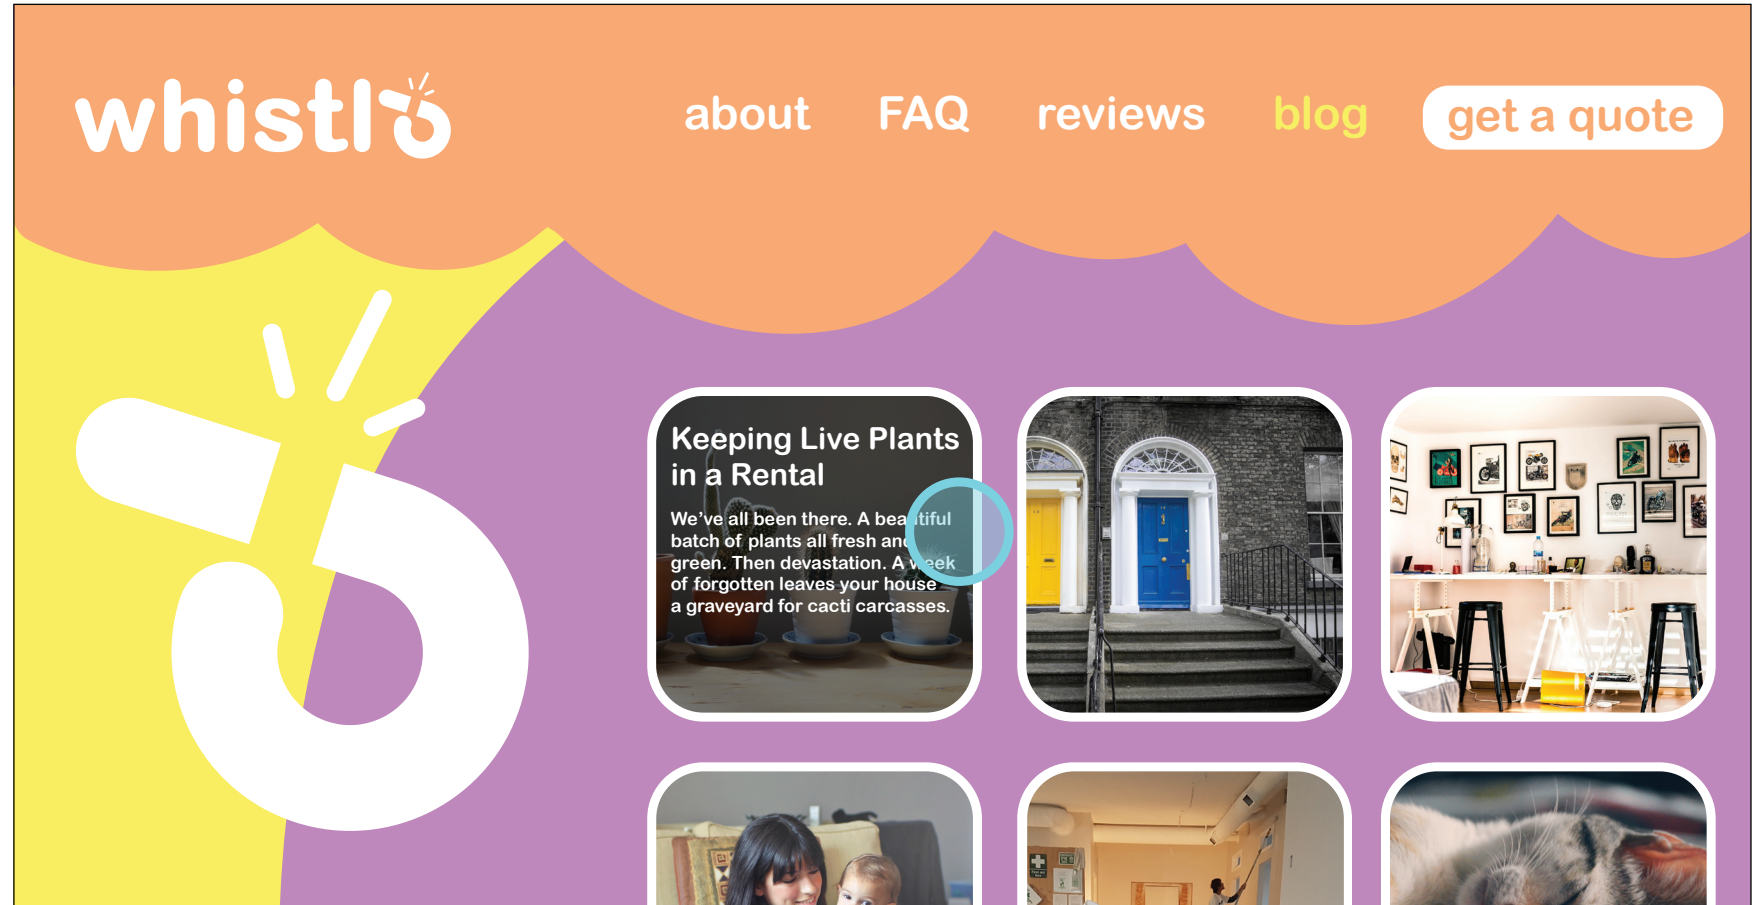 whistle
about FAQ reviews blog get a quote
Keeping Live Plants
in a Rental
We've all been there. A beautiful
batch of plants all fresh and
green. Then devastation. A week
of forgotten leaves your house
a graveyard for cacti carcasses.